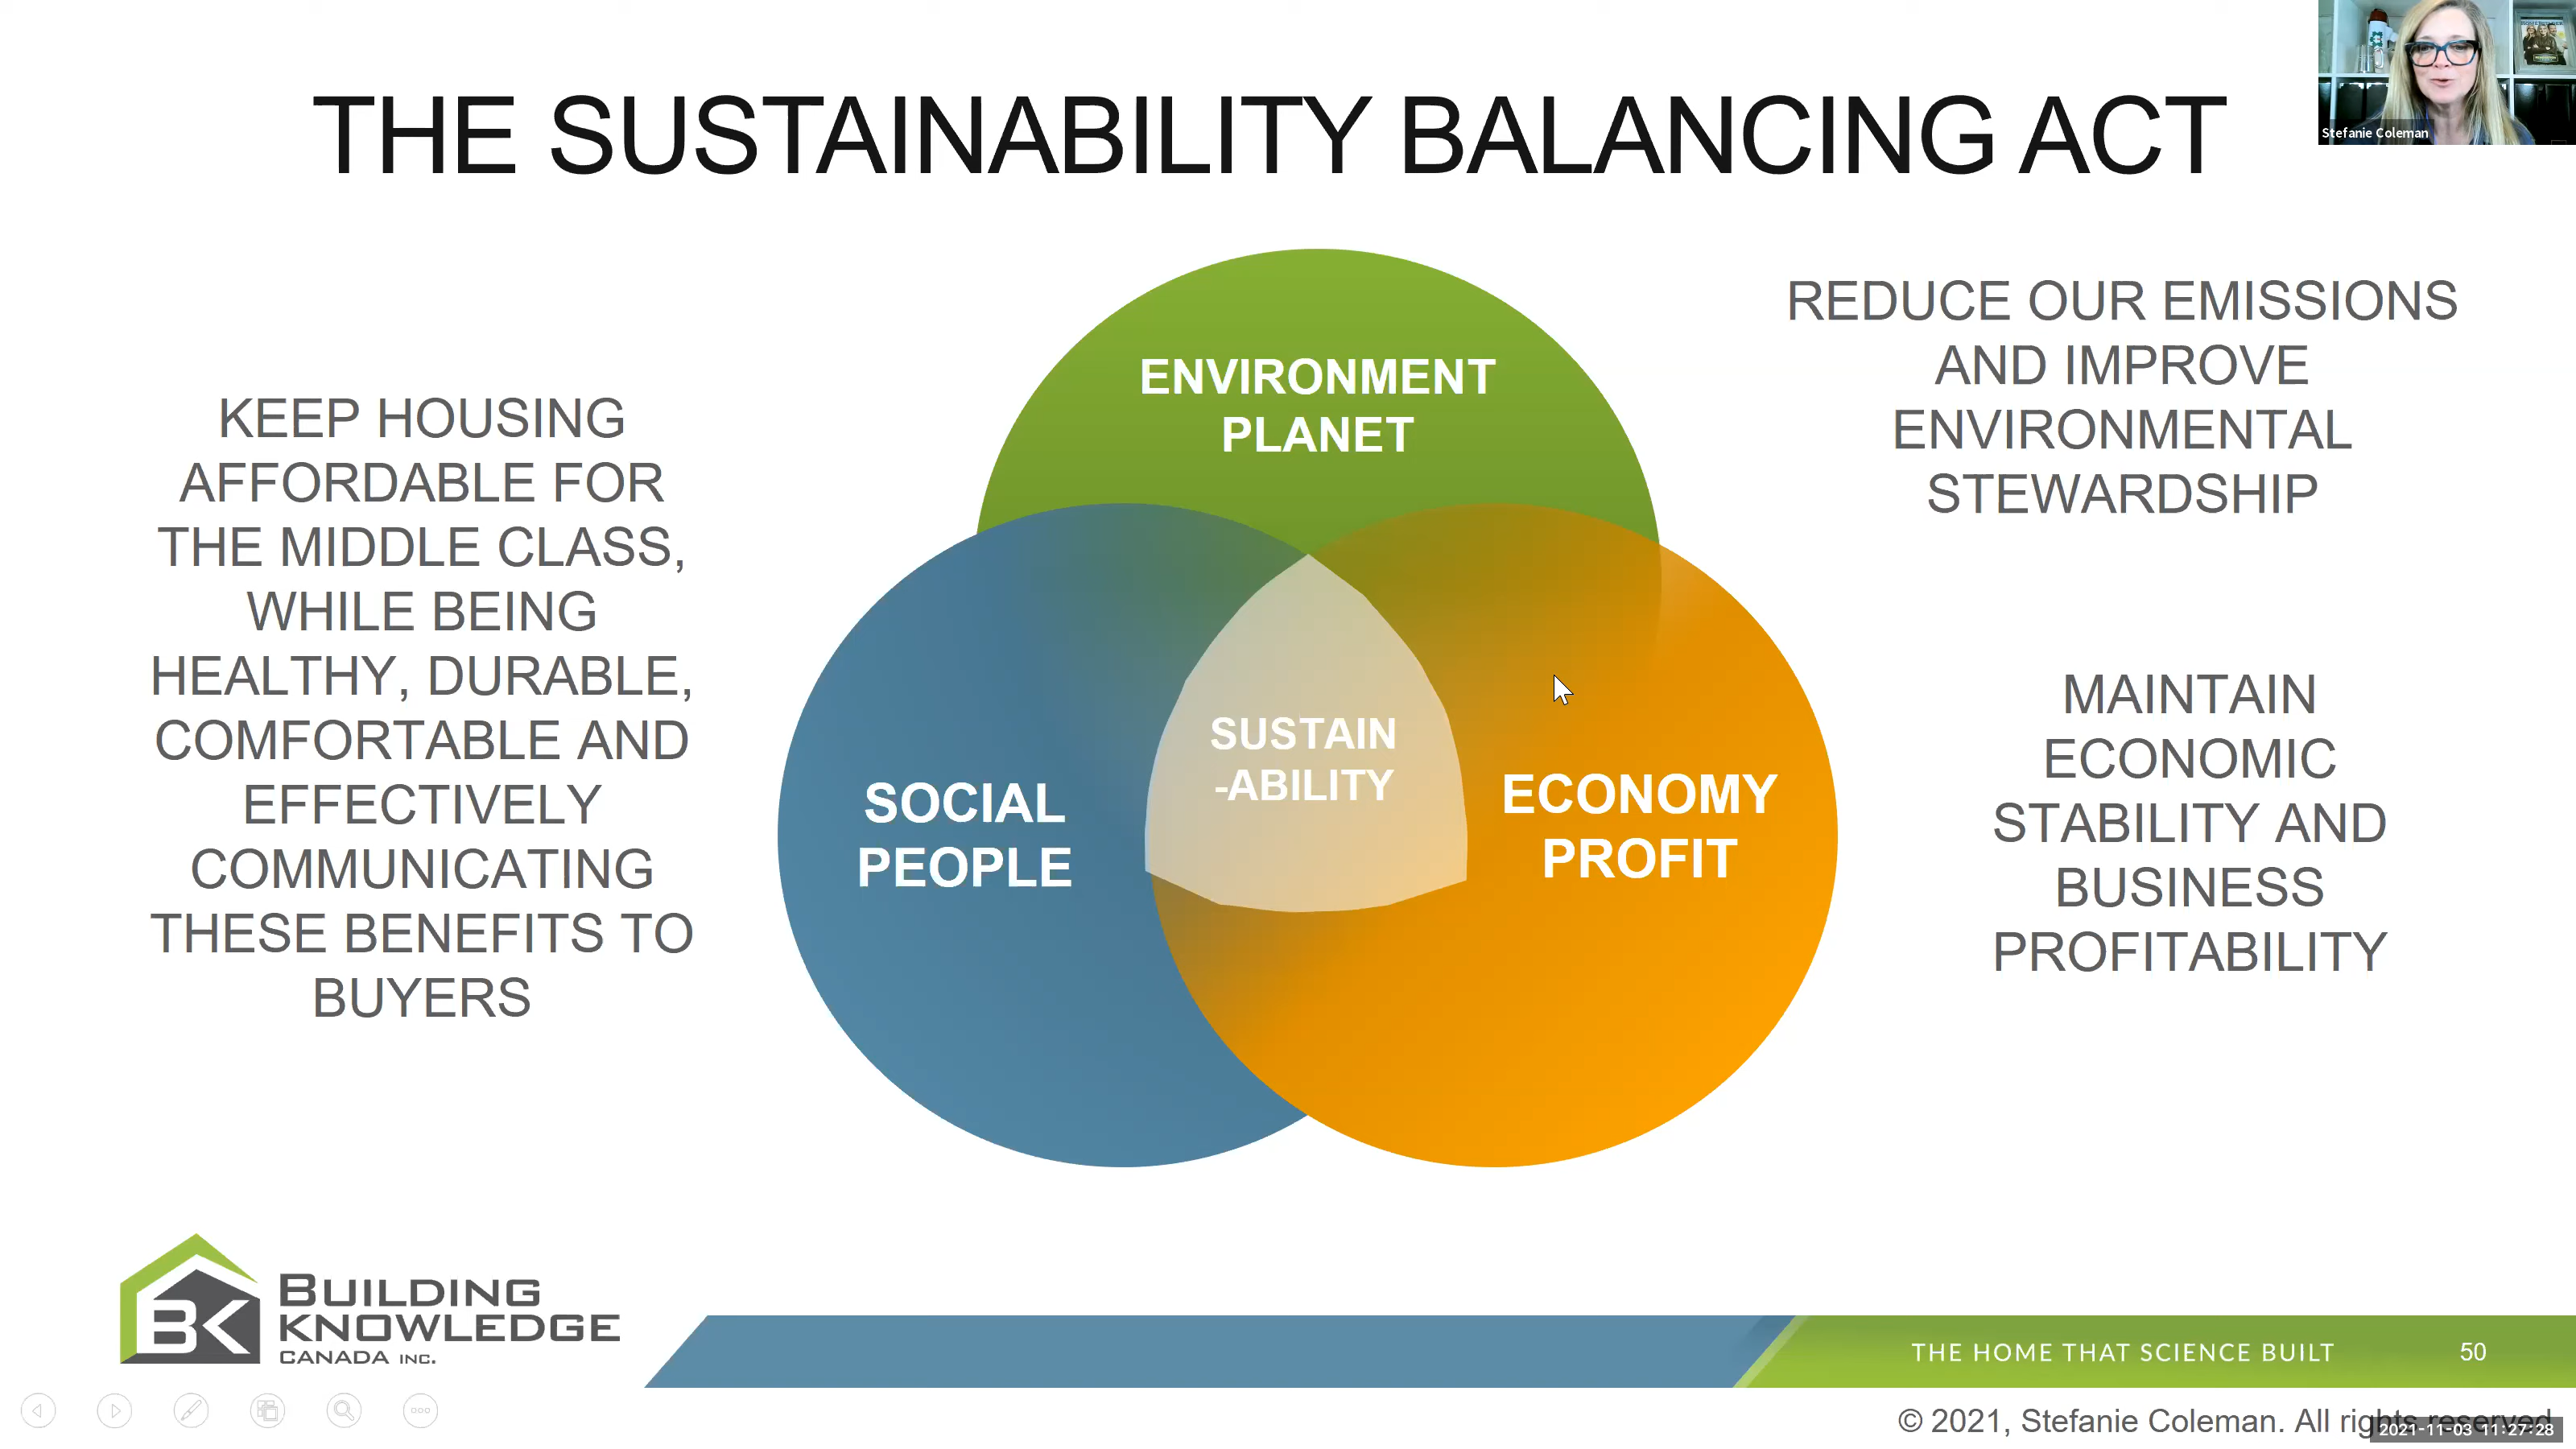 THE SUSTAINABILITY BALANCING ACT
Stefanie Coleman
KEEP HOUSING
AFFORDABLE FOR
THE MIDDLE CLASS,
WHILE BEING
HEALTHY, DURABLE,
COMFORTABLE AND
EFFECTIVELY
COMMUNICATING
THESE BENEFITS TO
BUYERS
ENVIRONMENT
PLANET
SOCIAL
PEOPLE
SUSTAIN
-ABILITY
ECONOMY
PROFIT
REDUCE OUR EMISSIONS
AND IMPROVE
ENVIRONMENTAL
STEWARDSHIP
MAINTAIN
ECONOMIC
STABILITY AND
BUSINESS
PROFITABILITY
BK
BUILDING
KNOWLEDGE
CANADA INC.
THE HOME THAT SCIENCE BUILT
50
© 2021, Stefanie Coleman. All rights reserved
2021-11-03 11:27:28